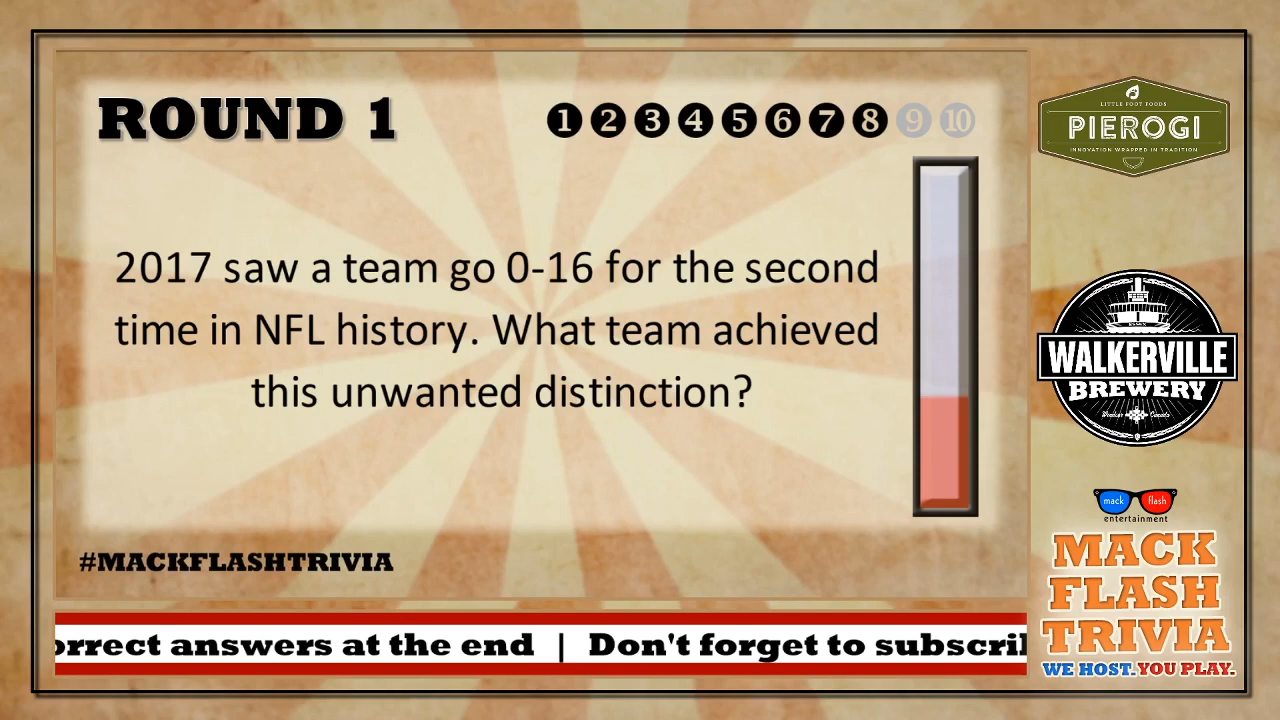 ROUND 1
1 2 3 4 5 6 7 8 9 10
2017 saw a team go 0-16 for the second
time in NFL history. What team achieved
this unwanted distinction?
#MACKFLASHTRIVIA
orrect answers at the end | Don't forget to subscri
LITTLE FOOT FOODS
PIEROGI
INNOVATION WRAPPED IN TRADITION
WALKERVILLE
BREWERY
Windsor Canada
mack flash
entertainment
MACK
FLASH
TRIVIA
WE HOST. YOU PLAY.